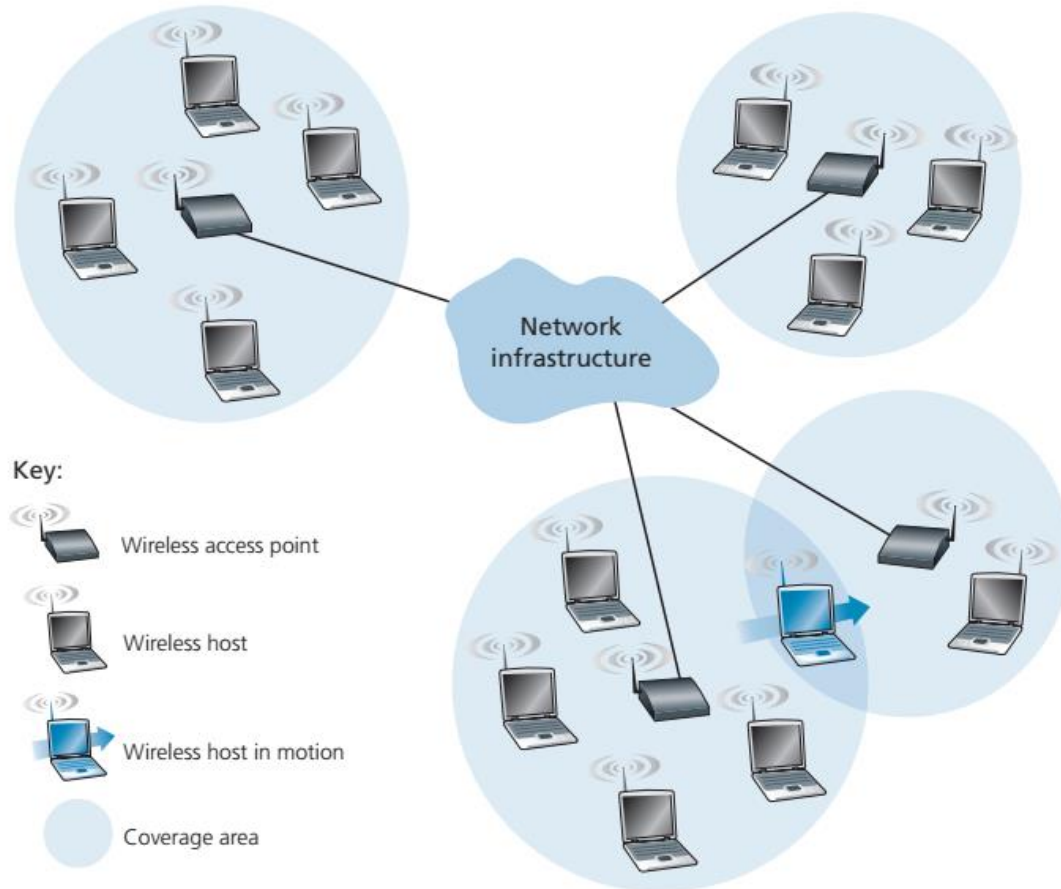 Network
infrastructure
Key:
Wireless access point
Wireless host
Wireless host in motion
Coverage area